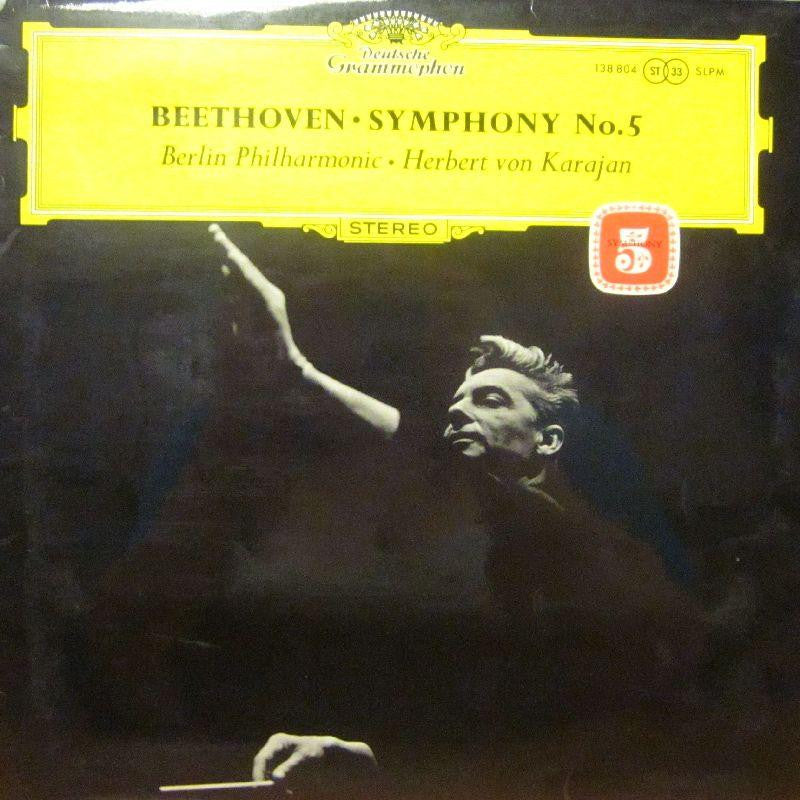 Deutsche
Grammophon
138 804 ST 33 SLPM
BEETHOVEN · SYMPHONY No. 5
Berlin Philharmonic · Herbert von Karajan
STEREO
SYMPHONY
5